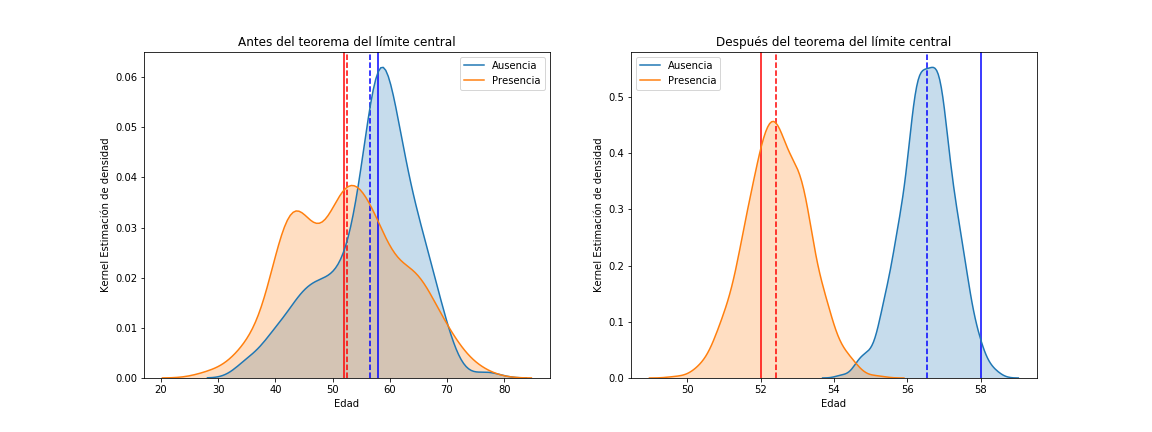 Antes del teorema del límite central
Ausencia
Presencia
Kernel Estimación de densidad
0.06
0.05
0.04
0.03
0.02
0.01
0.00
20 30 40 50 60 70 80
Edad
Después del teorema del límite central
Ausencia
Presencia
Kernel Estimación de densidad
0.5
0.4
0.3
0.2
0.1
0.0
50 52 54 56 58
Edad